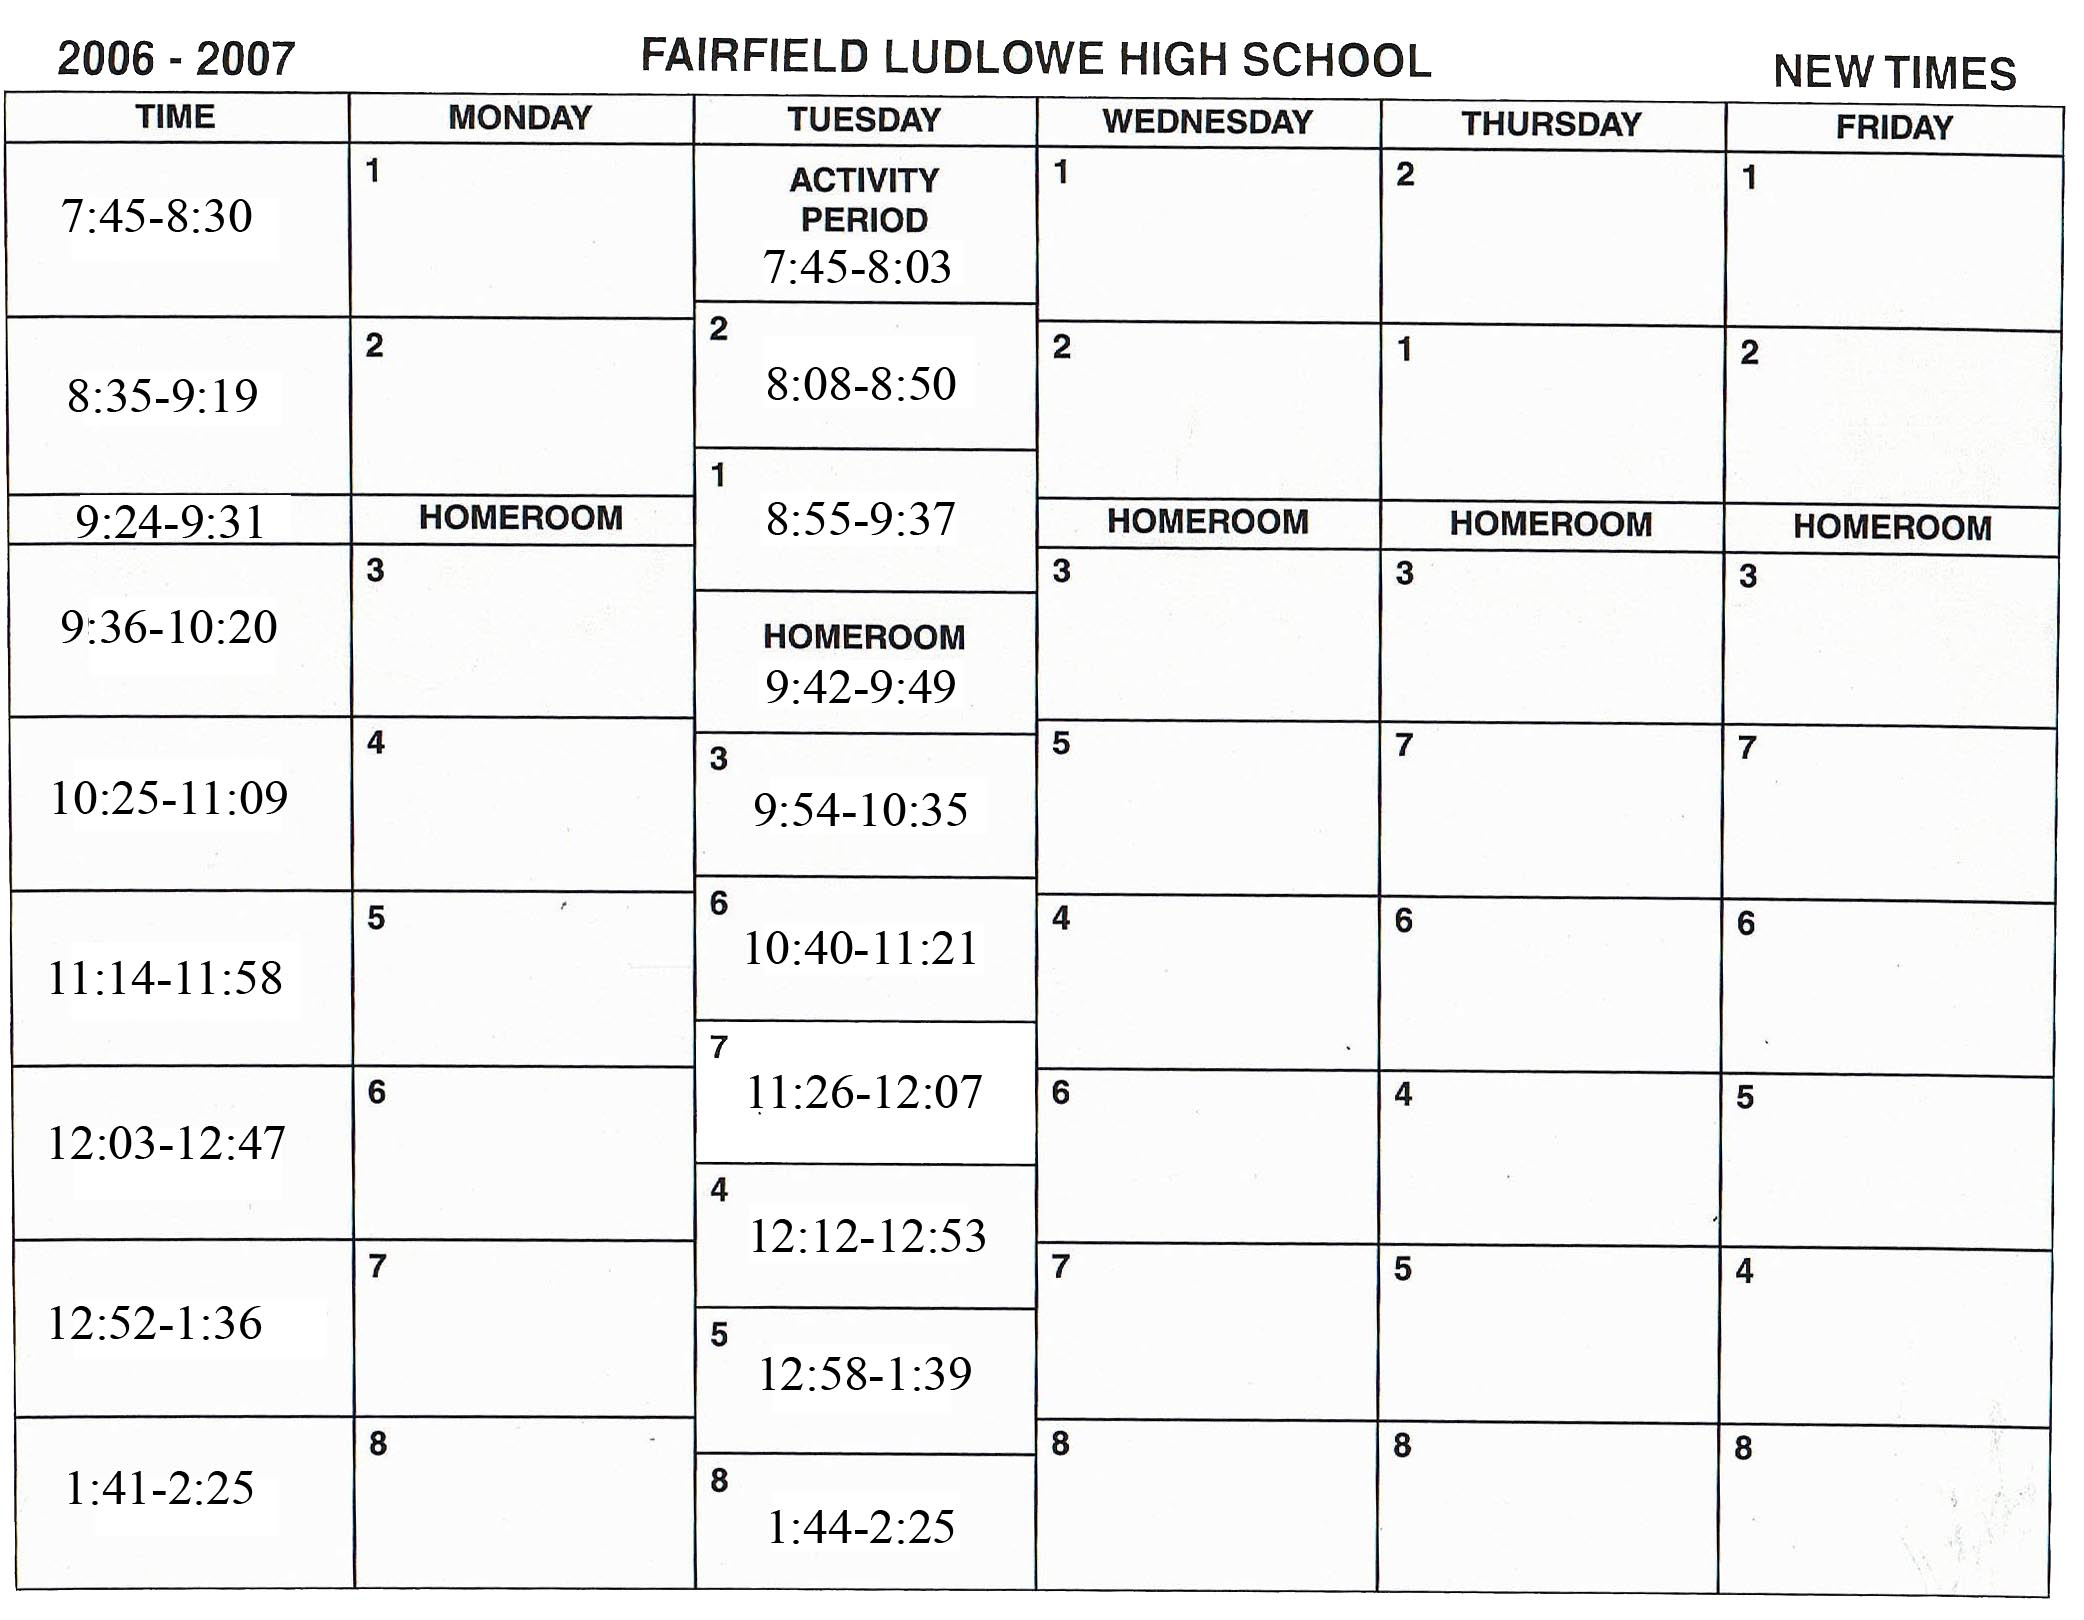 2006 - 2007 FAIRFIELD LUDLOWE HIGH SCHOOL NEW TIMES
TIME MONDAY TUESDAY WEDNESDAY THURSDAY FRIDAY
7:45-8:30 1 ACTIVITY 1 2 1
PERIOD
7:45-8:03
8:35-9:19 2 2 2 1 2
8:08-8:50
1
8:55-9:37
9:24-9:31 HOMEROOM HOMEROOM HOMEROOM HOMEROOM
9:36-10:20 3 3 3 3
HOMEROOM
9:42-9:49
10:25-11:09 4 3 5 7 7
9:54-10:35
11:14-11:58 5 6 4 6 6
10:40-11:21
12:03-12:47 6 7 6 4 5
11:26-12:07
4
12:12-12:53
12:52-1:36 7 7 5 4
5
12:58-1:39
1:41-2:25 8 8 8 8 8
1:44-2:25